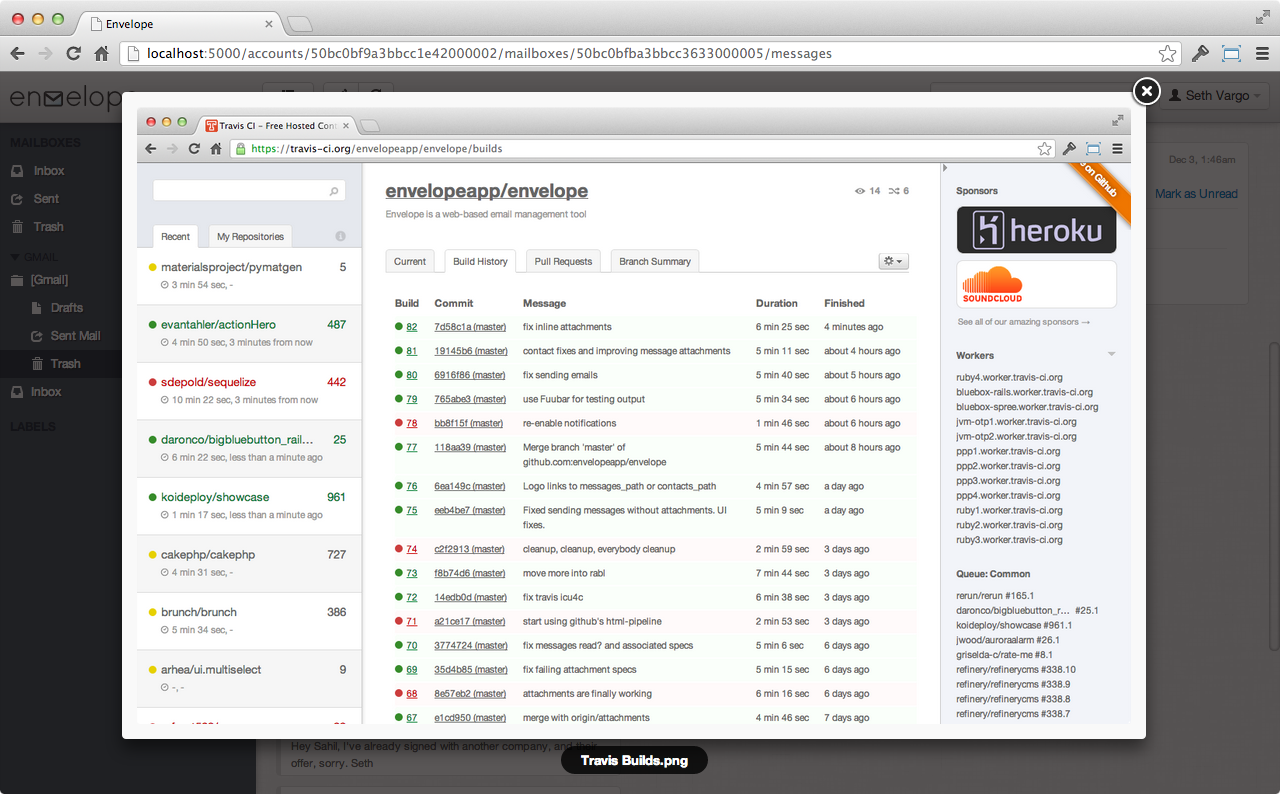 Envelope
localhost:5000/accounts/50bc0bf9a3bbcc1e42000002/mailboxes/50bc0bfba3bbcc3633000005/messages
envelop
Seth Vargo
MAILBOXES
Inbox
Sent
Trash
GMAIL
[Gmail]
Drafts
Sent Mail
Trash
Inbox
LABELS
Dec 3, 1:46am
Mark as Unread
Travis CI - Free Hosted Cont
https://travis-ci.org/envelopeapp/envelope/builds
Recent
My Repositories
materialsproject/pymatgen 5
3 min 54 sec, -
evantahler/actionHero 487
4 min 50 sec, 3 minutes from now
sdepold/sequelize 442
10 min 22 sec, 3 minutes from now
daronco/bigbluebutton_rail... 25
6 min 22 sec, less than a minute ago
koideploy/showcase 961
1 min 17 sec, less than a minute ago
cakephp/cakephp 727
4 min 31 sec, -
brunch/brunch 386
5 min 34 sec, -
arhea/ui.multiselect 9
-, -
envelopeapp/envelope
14 6
Envelope is a web-based email management tool
Current
Build History
Pull Requests
Branch Summary
Build Commit Message Duration Finished
82 7d58c1a (master) fix inline attachments 6 min 25 sec 4 minutes ago
81 19145b6 (master) contact fixes and improving message attachments 5 min 11 sec about 4 hours ago
80 6916f86 (master) fix sending emails 5 min 40 sec about 5 hours ago
79 765abe3 (master) use Fuubar for testing output 5 min 34 sec about 6 hours ago
78 bb8f15f (master) re-enable notifications 1 min 46 sec about 6 hours ago
77 118aa39 (master) Merge branch 'master' of 5 min 44 sec about 8 hours ago
github.com:envelopeapp/envelope
76 6ea149c (master) Logo links to messages_path or contacts_path 4 min 57 sec a day ago
75 eeb4be7 (master) Fixed sending messages without attachments. UI 5 min 9 sec a day ago
fixes.
74 c2f2913 (master) cleanup, cleanup, everybody cleanup 2 min 59 sec 3 days ago
73 f8b74d6 (master) move more into rabl 7 min 44 sec 3 days ago
72 14edb0d (master) fix travis icu4c 6 min 38 sec 3 days ago
71 a21ce17 (master) start using github's html-pipeline 2 min 53 sec 3 days ago
70 3774724 (master) fix messages read? and associated specs 5 min 6 sec 6 days ago
69 35d4b85 (master) fix failing attachment specs 5 min 15 sec 6 days ago
68 8e57eb2 (master) attachments are finally working 6 min 16 sec 6 days ago
67 e1cd950 (master) merge with origin/attachments 4 min 46 sec 7 days ago
on Github
Sponsors
heroku
SOUNDCLOUD
See all of our amazing sponsors →
Workers
ruby4.worker.travis-ci.org
bluebox-rails.worker.travis-ci.org
bluebox-spree.worker.travis-ci.org
jvm-otp1.worker.travis-ci.org
jvm-otp2.worker.travis-ci.org
ppp1.worker.travis-ci.org
ppp2.worker.travis-ci.org
ppp3.worker.travis-ci.org
ppp4.worker.travis-ci.org
ruby1.worker.travis-ci.org
ruby2.worker.travis-ci.org
ruby3.worker.travis-ci.org
Queue: Common
rerun/rerun #165.1
daronco/bigbluebutton_r... #25.1
koideploy/showcase #961.1
jwood/auroraalarm #26.1
griselda-c/rate-me #8.1
refinery/refinerycms #338.10
refinery/refinerycms #338.9
refinery/refinerycms #338.8
refinery/refinerycms #338.7
Hey Sahil, I've already signed with another company, and their
offer, sorry. Seth
Travis Builds.png